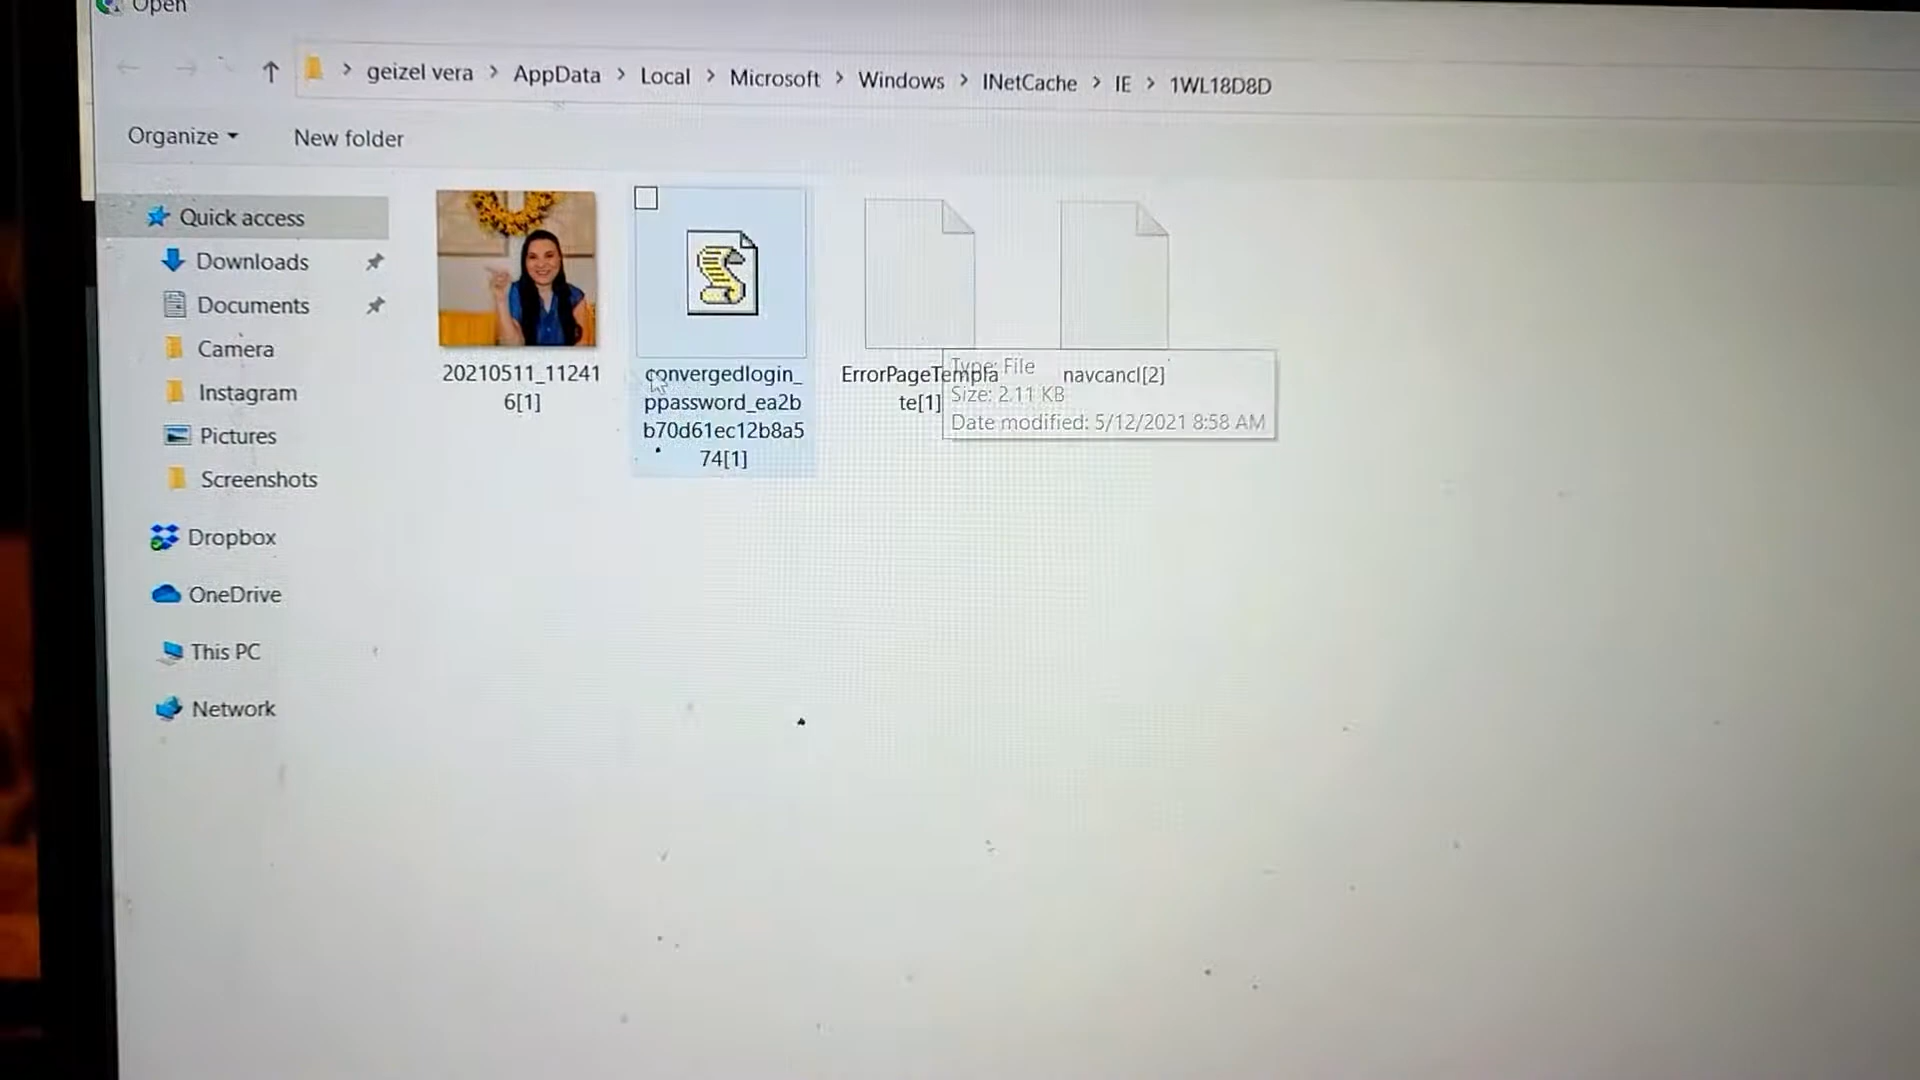 Open
geizel vera > AppData > Local > Microsoft > Windows > INetCache > IE > 1WL18D8D
Organize
New folder
Quick access
Downloads
Documents
Camera
Instagram
Pictures
Screenshots
Dropbox
OneDrive
This PC
Network
20210511_11241
6[1]
convergedlogin_
ppassword_ea2b
b70d61ec12b8a5
74[1]
ErrorPageTempla
te[1]
navcancl[2]
Type: File
Size: 2.11 KB
Date modified: 5/12/2021 8:58 AM